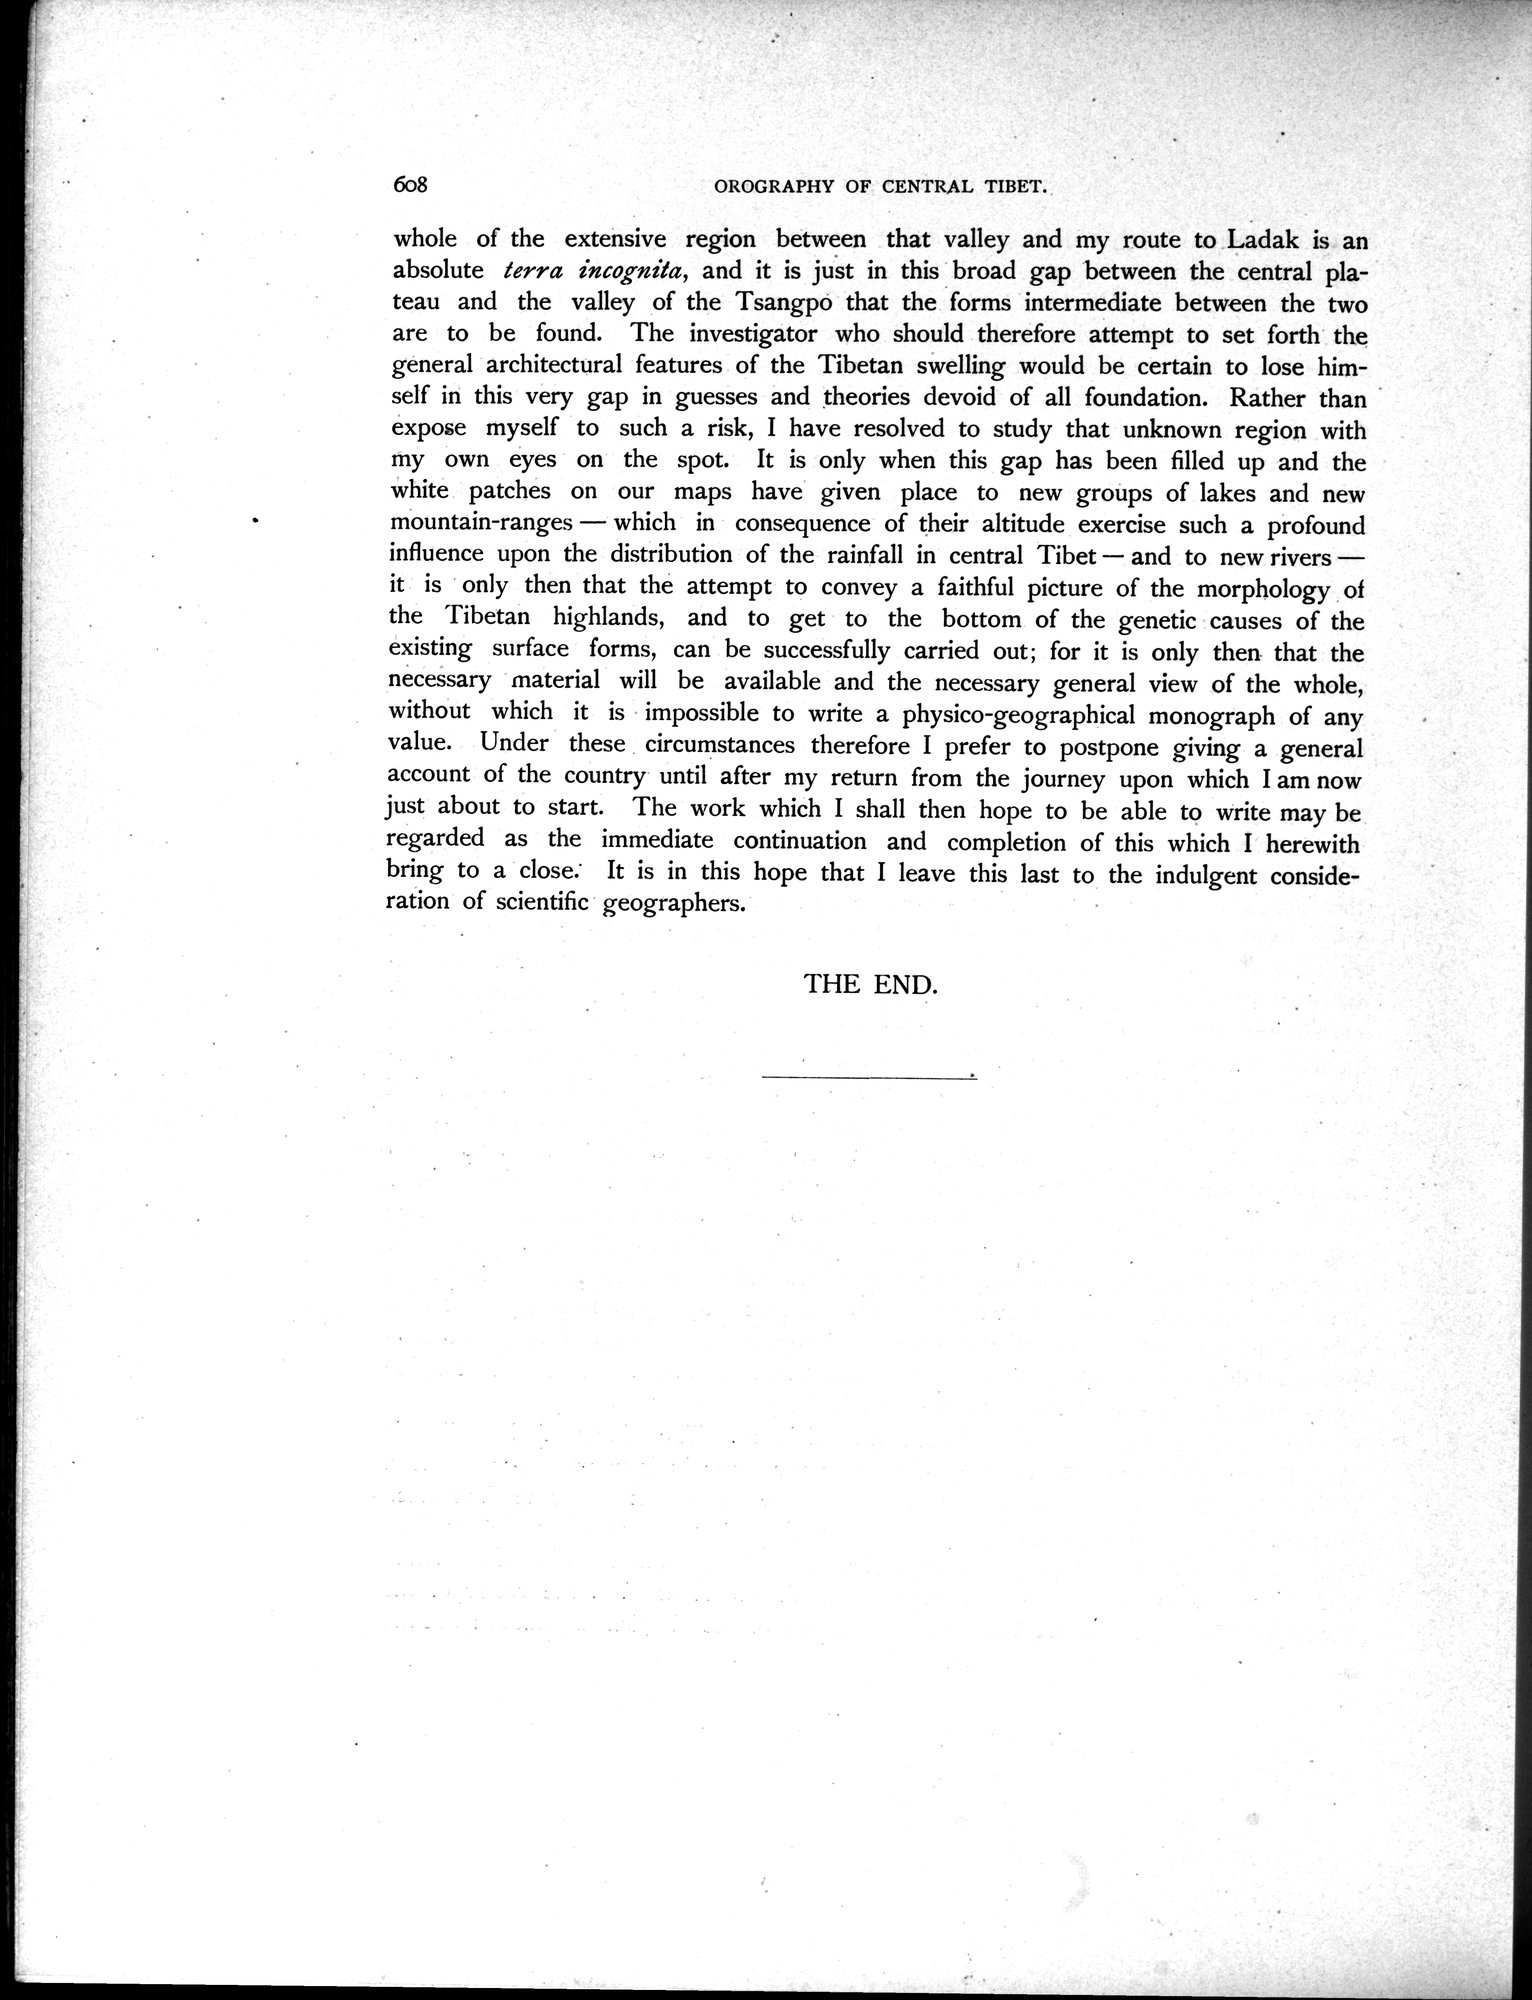 608 OROGRAPHY OF CENTRAL TIBET.
whole of the extensive region between that valley and my route to Ladak is an
absolute terra incognita, and it is just in this broad gap between the central pla-
teau and the valley of the Tsangpo that the forms intermediate between the two
are to be found. The investigator who should therefore attempt to set forth the
general architectural features of the Tibetan swelling would be certain to lose him-
self in this very gap in guesses and theories devoid of all foundation. Rather than
expose myself to such a risk, I have resolved to study that unknown region with
my own eyes on the spot. It is only when this gap has been filled up and the
white patches on our maps have given place to new groups of lakes and new
mountain-ranges — which in consequence of their altitude exercise such a profound
influence upon the distribution of the rainfall in central Tibet — and to new rivers —
it is only then that the attempt to convey a faithful picture of the morphology of
the Tibetan highlands, and to get to the bottom of the genetic causes of the
existing surface forms, can be successfully carried out; for it is only then that the
necessary material will be available and the necessary general view of the whole,
without which it is impossible to write a physico-geographical monograph of any
value. Under these circumstances therefore I prefer to postpone giving a general
account of the country until after my return from the journey upon which I am now
just about to start. The work which I shall then hope to be able to write may be
regarded as the immediate continuation and completion of this which I herewith
bring to a close. It is in this hope that I leave this last to the indulgent conside-
ration of scientific geographers.
THE END.